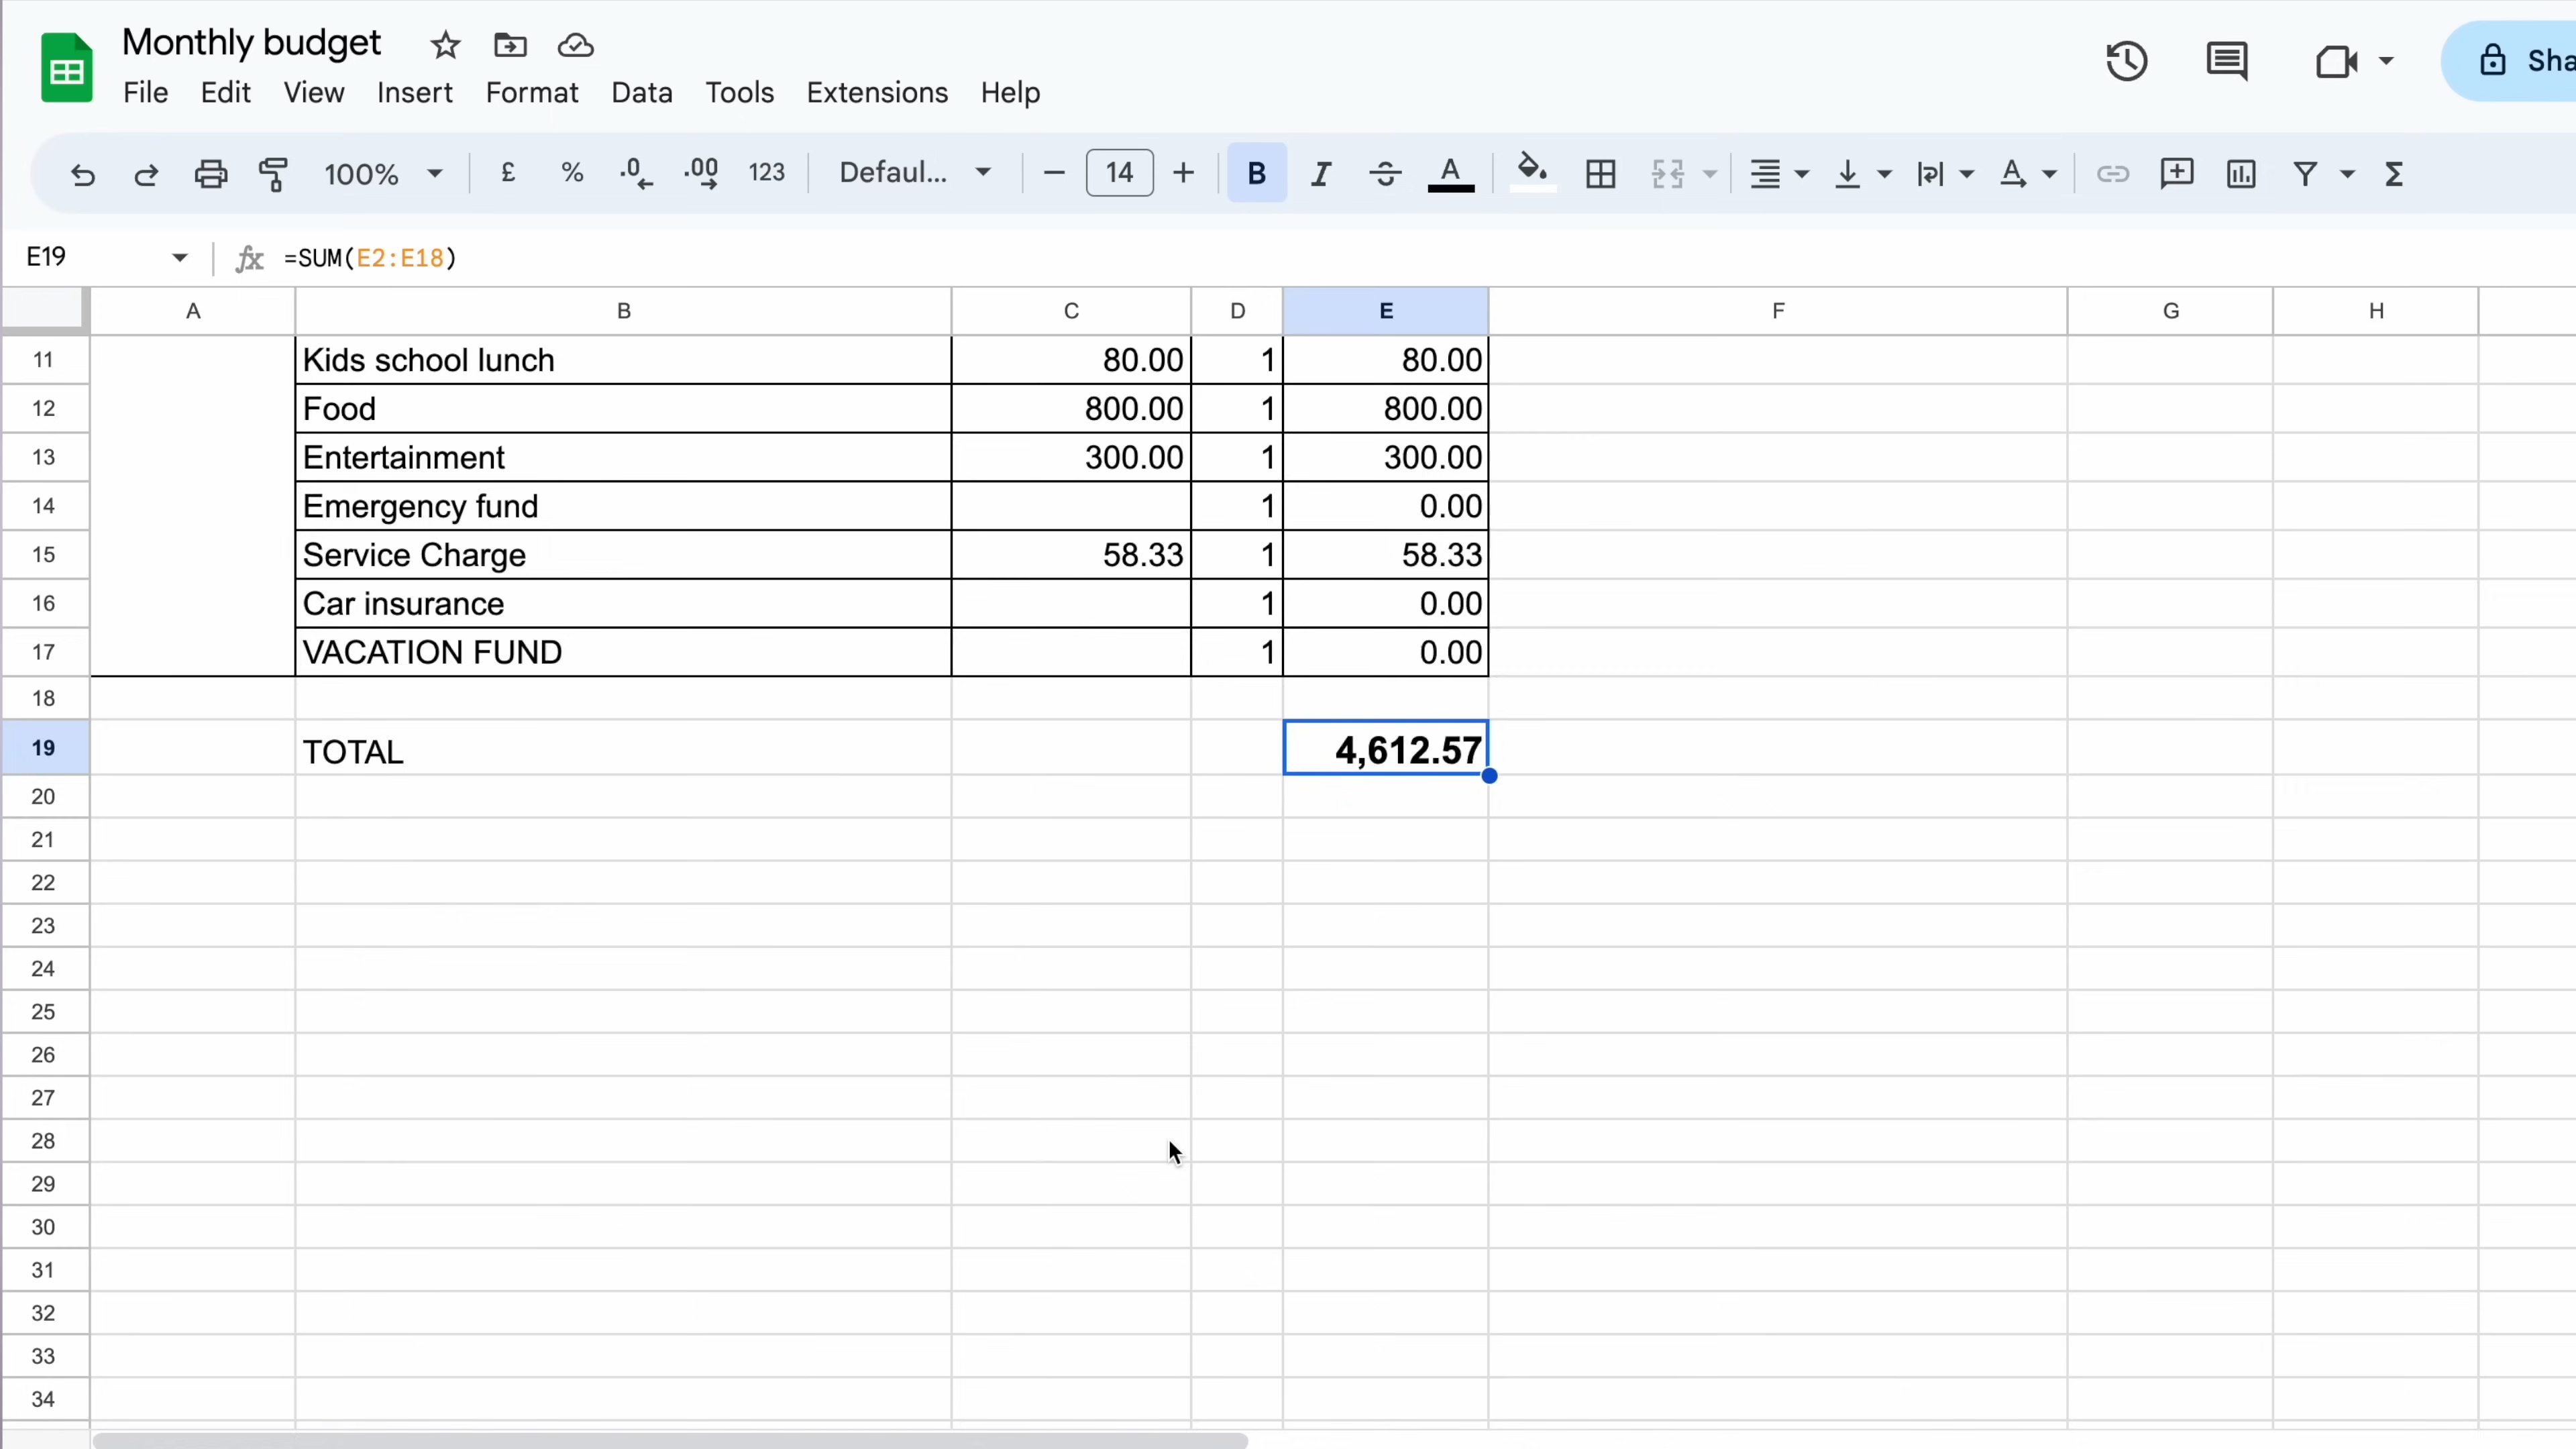 Monthly budget
File Edit View Insert Format Data Tools Extensions Help
100% £ % .0 .00 123 Defaul... 14 B I S A A Σ
E19 fx =SUM(E2:E18)
A B C D E F G H
11 Kids school lunch 80.00 1 80.00
12 Food 800.00 1 800.00
13 Entertainment 300.00 1 300.00
14 Emergency fund 1 0.00
15 Service Charge 58.33 1 58.33
16 Car insurance 1 0.00
17 VACATION FUND 1 0.00
18
19 TOTAL 4,612.57
20
21
22
23
24
25
26
27
28
29
30
31
32
33
34